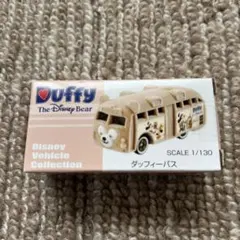 Duffy
The Disney Bear
Disney
Vehicle
Collection
SCALE 1/130
ダッフィーバス